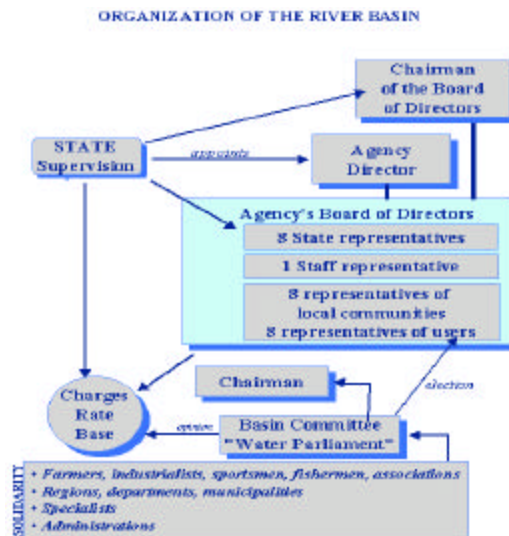 ORGANIZATION OF THE RIVER BASIN
Chairman
of the Board
of Directors
STATE
Supervision
appoints
Agency
Director
Agency's Board of Directors
8 State representatives
1 Staff representative
8 representatives of
local communities
8 representatives of users
Chairman
election
Charges
Rate
Base
opinion
Basin Committee
"Water Parliament"
SOLIDARITY
• Farmers, industrialists, sportsmen, fishermen, associations
• Regions, departments, municipalities
• Specialists
• Administrations